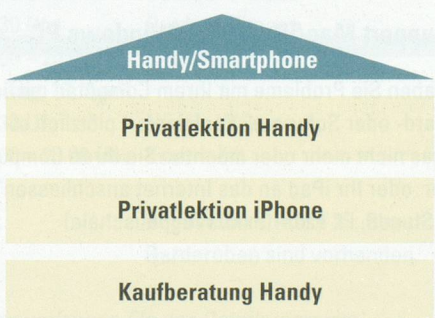 Handy/Smartphone
Privatlektion Handy
Privatlektion iPhone
Kaufberatung Handy